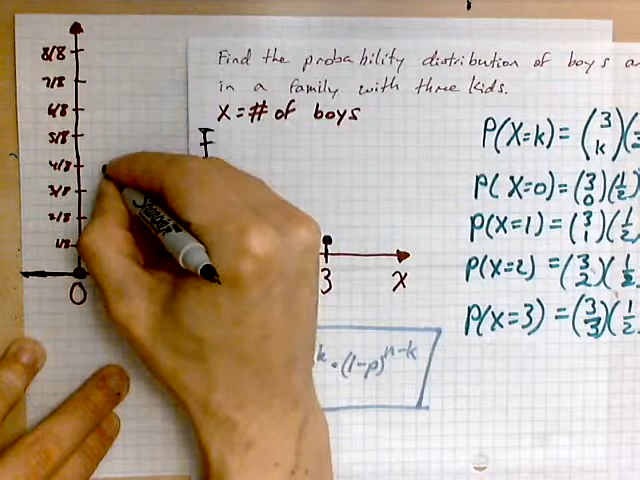 Find the probability distribution of boys
in a family with three kids.
X = # of boys
8/8
7/8
6/8
5/8
4/8
3/8
2/8
1/8
0
3
x
F
P(X=k) = (3 k)(
P(X=0) = (3 0)(1/2)
P(X=1) = (3 1)(1/2
P(X=2) = (3 2)(1/2
P(X=3) = (3 3)(1/2
k · (1-p)^n-k
Sharpie